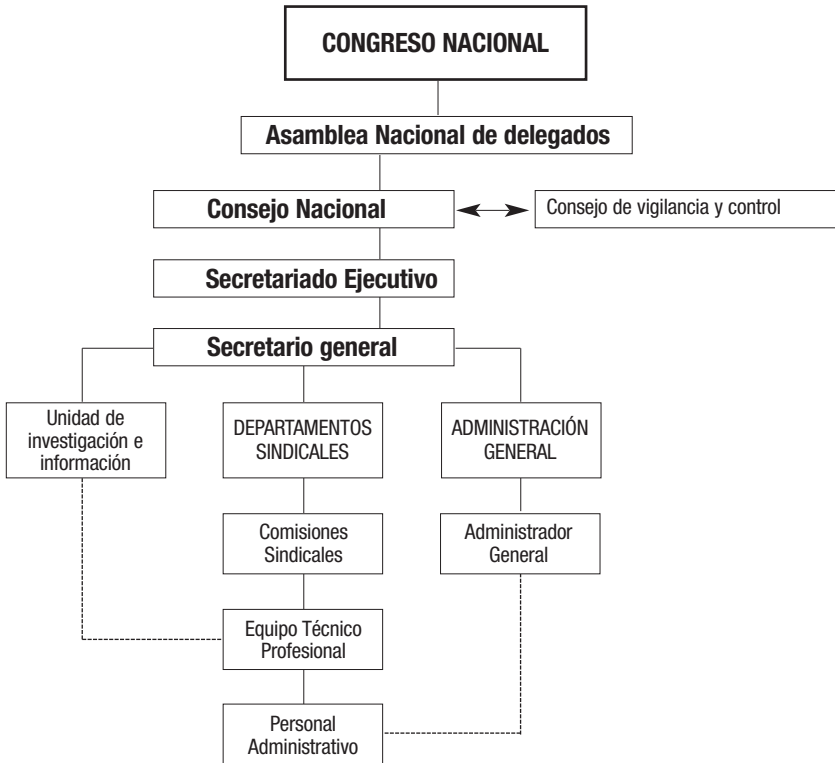 CONGRESO NACIONAL
Asamblea Nacional de delegados
Consejo Nacional
Consejo de vigilancia y control
Secretariado Ejecutivo
Secretario general
Unidad de
investigación e
información
DEPARTAMENTOS
SINDICALES
ADMINISTRACIÓN
GENERAL
Comisiones
Sindicales
Administrador
General
Equipo Técnico
Profesional
Personal
Administrativo